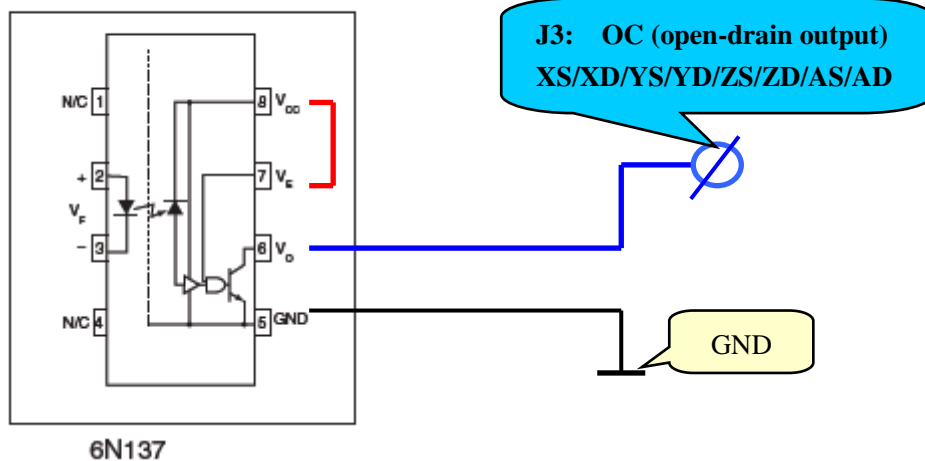 J3: OC (open-drain output)
XS/XD/YS/YD/ZS/ZD/AS/AD
N/C 1
8 VCC
+ 2
7 VE
VF
- 3
6 VO
N/C 4
5 GND
GND
6N137